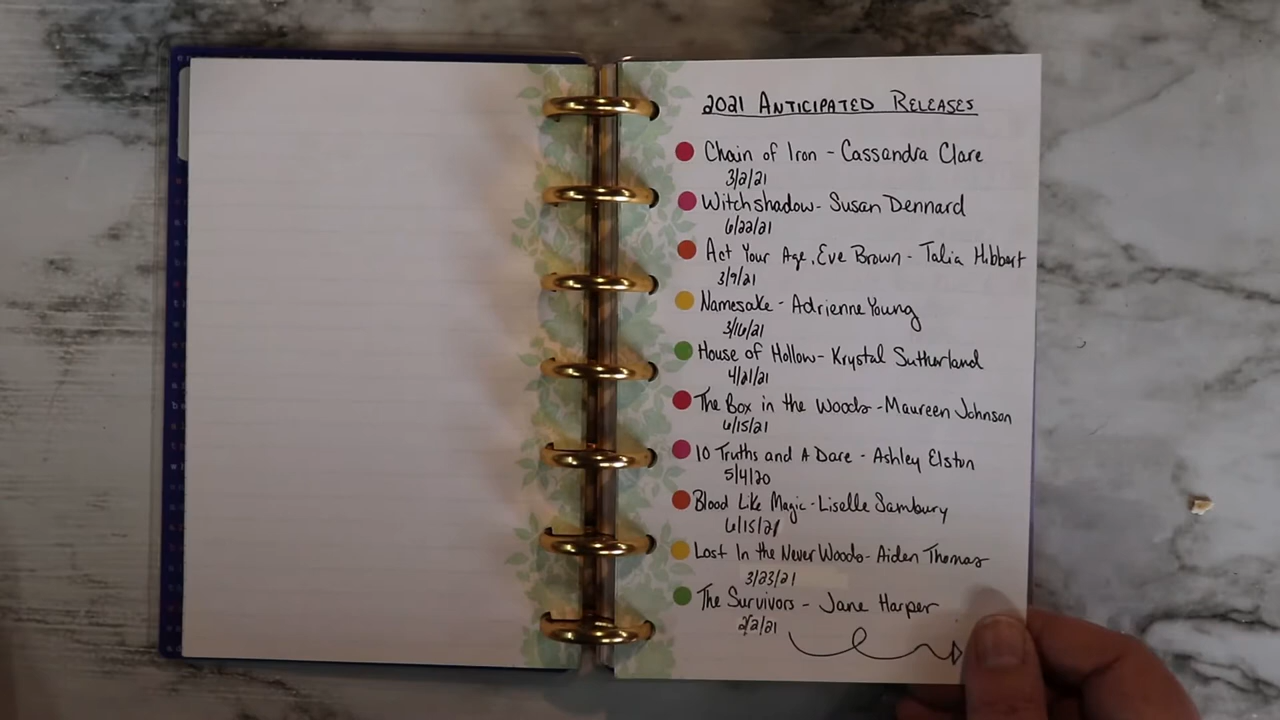 2021 ANTICIPATED RELEASES
Chain of Iron - Cassandra Clare
3/2/21
Witchshadow - Susan Dennard
6/22/21
Act Your Age, Eve Brown - Talia Hibbert
3/9/21
Namesake - Adrienne Young
3/16/21
House of Hollow - Krystal Sutherland
4/21/21
The Box in the Woods - Maureen Johnson
6/15/21
10 Truths and A Dare - Ashley Elston
5/4/20
Blood Like Magic - Liselle Sambury
6/15/21
Lost In the Never Woods - Aiden Thomas
3/23/21
The Survivors - Jane Harper
2/2/21